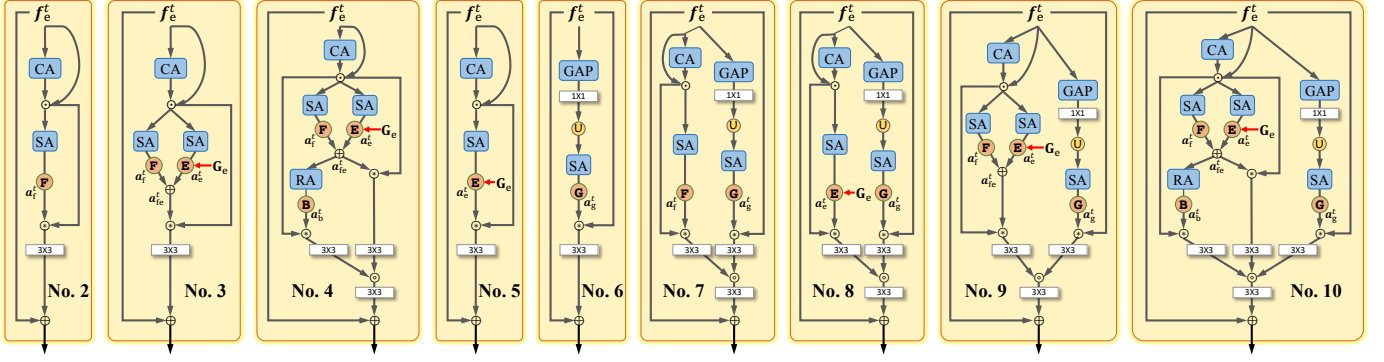 f_e^t
CA
SA
F
a_f^t
3X3
No. 2
f_e^t
CA
SA
SA
F
E
G_e
a_f^t
a_e^t
a_fe^t
3X3
No. 3
f_e^t
CA
SA
SA
F
E
G_e
a_f^t
a_e^t
a_fe^t
RA
B
a_b^t
3X3
3X3
3X3
No. 4
f_e^t
CA
SA
E
G_e
a_e^t
3X3
No. 5
f_e^t
GAP
1X1
U
SA
G
a_g^t
3X3
No. 6
f_e^t
CA
GAP
1X1
U
SA
SA
F
G
a_f^t
a_g^t
3X3
3X3
3X3
No. 7
f_e^t
CA
GAP
1X1
U
SA
SA
E
G_e
G
a_e^t
a_g^t
3X3
3X3
3X3
No. 8
f_e^t
CA
GAP
1X1
SA
SA
U
F
E
G_e
a_f^t
a_e^t
a_fe^t
SA
G
a_g^t
3X3
3X3
3X3
No. 9
f_e^t
CA
GAP
1X1
SA
SA
U
F
E
G_e
a_f^t
a_e^t
a_fe^t
RA
SA
B
G
a_b^t
a_g^t
3X3
3X3
3X3
3X3
No. 10